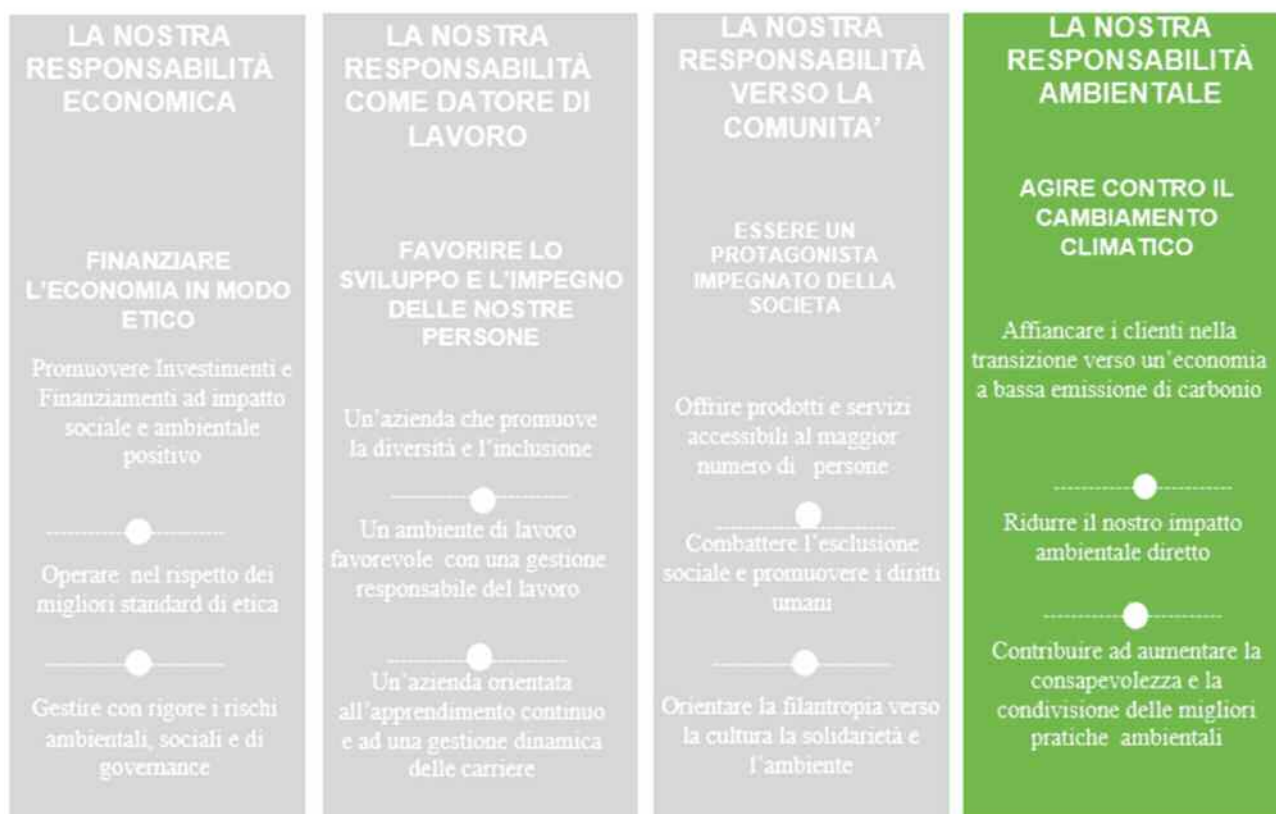 LA NOSTRA
RESPONSABILITÀ
ECONOMICA
FINANZIARE
L'ECONOMIA IN MODO
ETICO
Promuovere Investimenti e
Finanziamenti ad impatto
sociale e ambientale
positivo
Operare nel rispetto dei
migliori standard di etica
Gestire con rigore i rischi
ambientali, sociali e di
governance
LA NOSTRA
RESPONSABILITÀ
COME DATORE DI
LAVORO
FAVORIRE LO
SVILUPPO E L'IMPEGNO
DELLE NOSTRE
PERSONE
Un'azienda che promuove
la diversità e l'inclusione
Un ambiente di lavoro
favorevole con una gestione
responsabile del lavoro
Un'azienda orientata
all'apprendimento continuo
e ad una gestione dinamica
delle carriere
LA NOSTRA
RESPONSABILITÀ
VERSO LA
COMUNITA'
ESSERE UN
PROTAGONISTA
IMPEGNATO DELLA
SOCIETA
Offrire prodotti e servizi
accessibili al maggior
numero di persone
Combattere l'esclusione
sociale e promuovere i diritti
umani
Orientare la filantropia verso
la cultura la solidarietà e
l'ambiente
LA NOSTRA
RESPONSABILITÀ
AMBIENTALE
AGIRE CONTRO IL
CAMBIAMENTO
CLIMATICO
Affiancare i clienti nella
transizione verso un'economia
a bassa emissione di carbonio
Ridurre il nostro impatto
ambientale diretto
Contribuire ad aumentare la
consapevolezza e la
condivisione delle migliori
pratiche ambientali